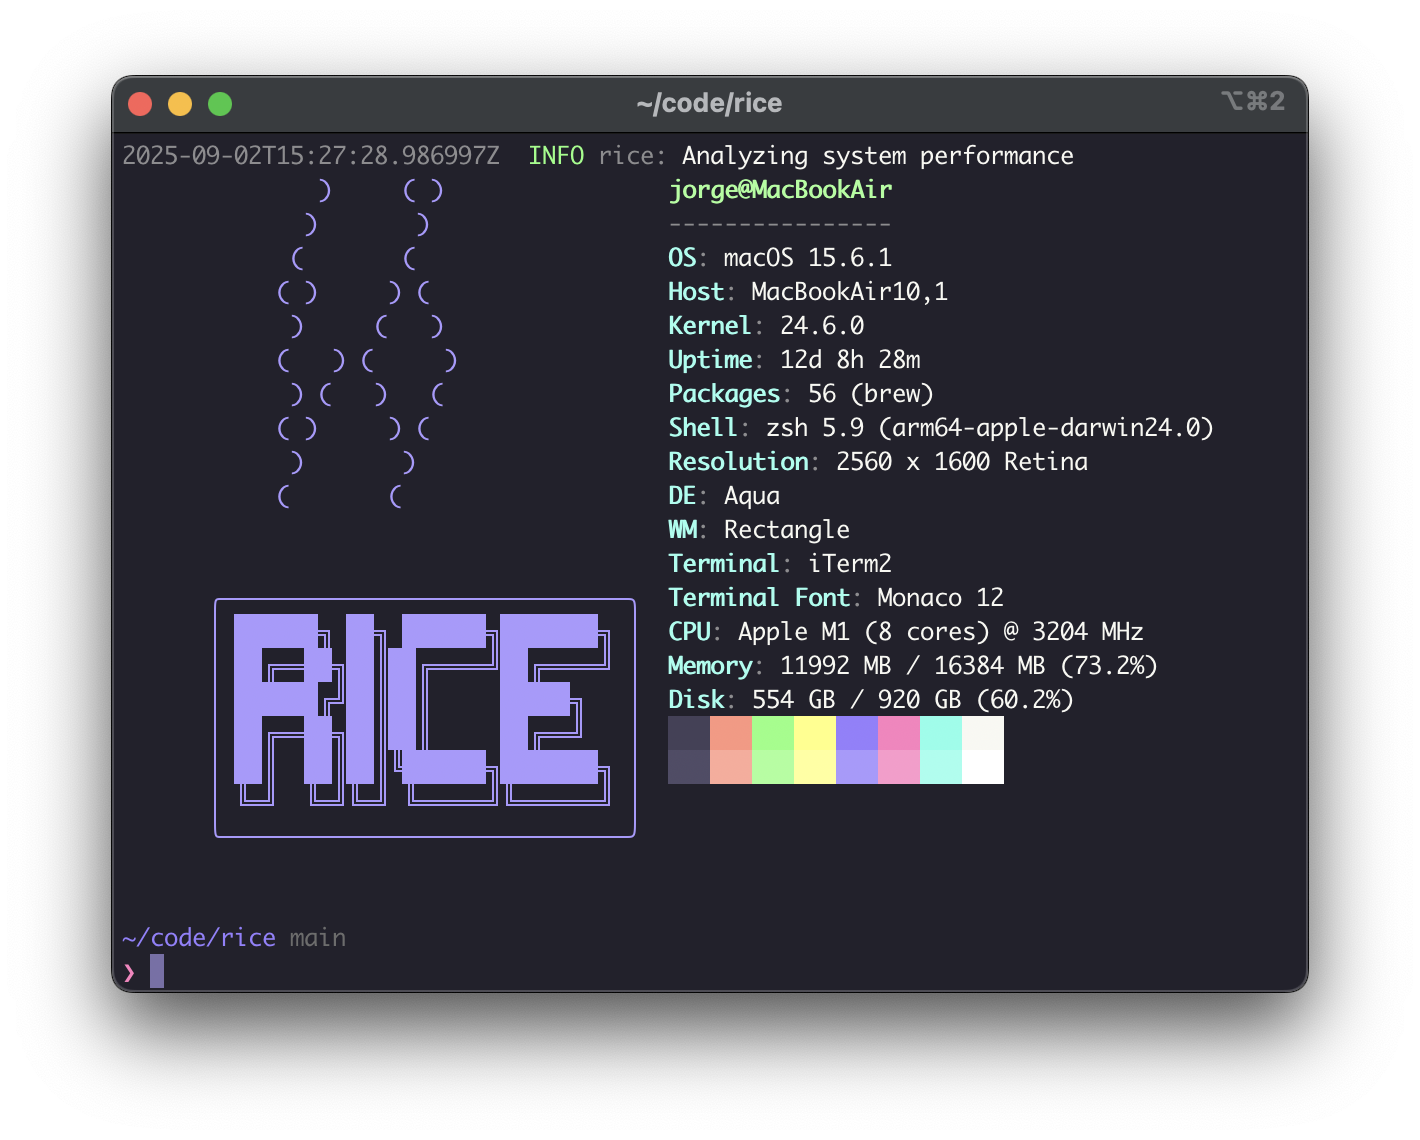 ~/code/rice
⌥⌘2
2025-09-02T15:27:28.986997Z  INFO rice: Analyzing system performance
jorge@MacBookAir
----------------
OS: macOS 15.6.1
Host: MacBookAir10,1
Kernel: 24.6.0
Uptime: 12d 8h 28m
Packages: 56 (brew)
Shell: zsh 5.9 (arm64-apple-darwin24.0)
Resolution: 2560 x 1600 Retina
DE: Aqua
WM: Rectangle
Terminal: iTerm2
Terminal Font: Monaco 12
CPU: Apple M1 (8 cores) @ 3204 MHz
Memory: 11992 MB / 16384 MB (73.2%)
Disk: 554 GB / 920 GB (60.2%)
RICE
~/code/rice main
❯